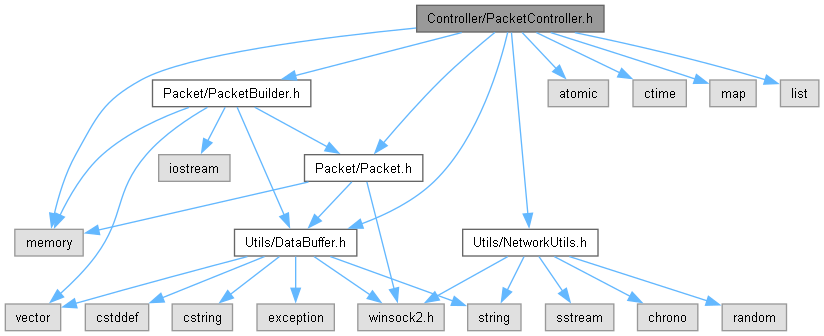 Controller/PacketController.h
Packet/PacketBuilder.h
atomic
ctime
map
list
iostream
Packet/Packet.h
memory
Utils/DataBuffer.h
Utils/NetworkUtils.h
vector
cstddef
cstring
exception
winsock2.h
string
sstream
chrono
random